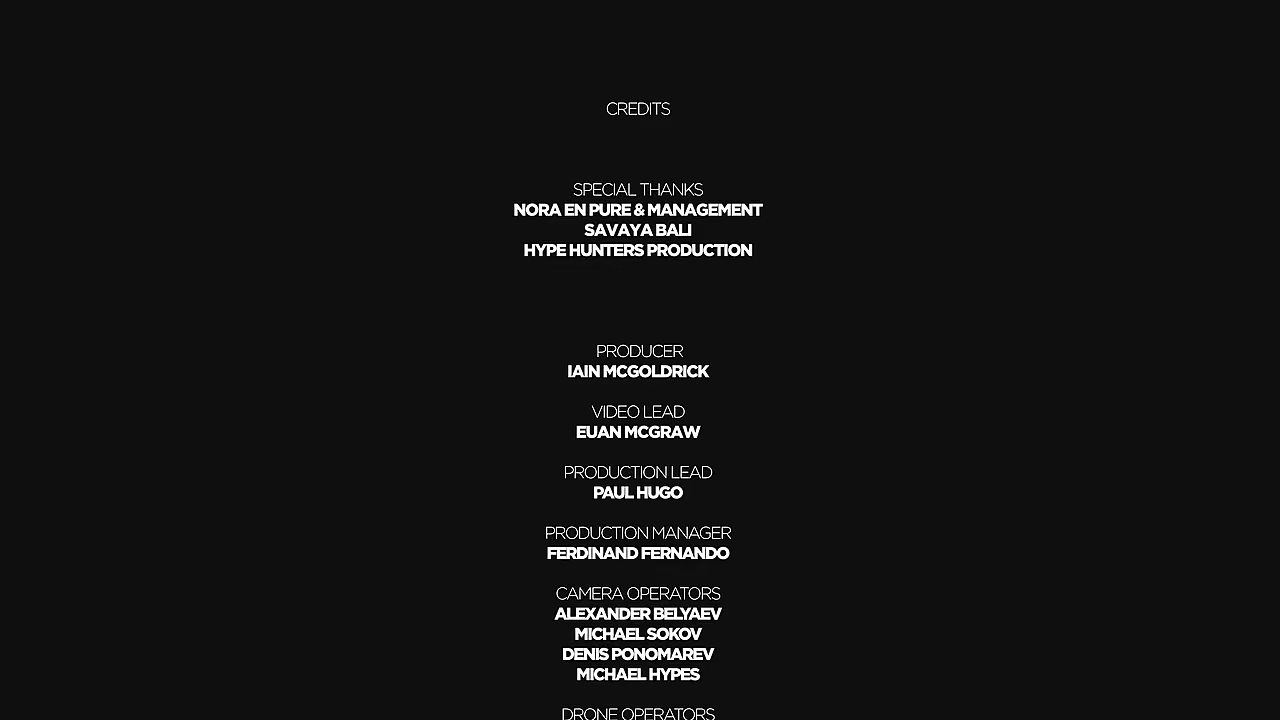 CREDITS
SPECIAL THANKS
NORA EN PURE & MANAGEMENT
SAVAYA BALI
HYPE HUNTERS PRODUCTION
PRODUCER
IAIN MCGOLDRICK
VIDEO LEAD
EUAN MCGRAW
PRODUCTION LEAD
PAUL HUGO
PRODUCTION MANAGER
FERDINAND FERNANDO
CAMERA OPERATORS
ALEXANDER BELYAEV
MICHAEL SOKOV
DENIS PONOMAREV
MICHAEL HYPES
DRONE OPERATORS